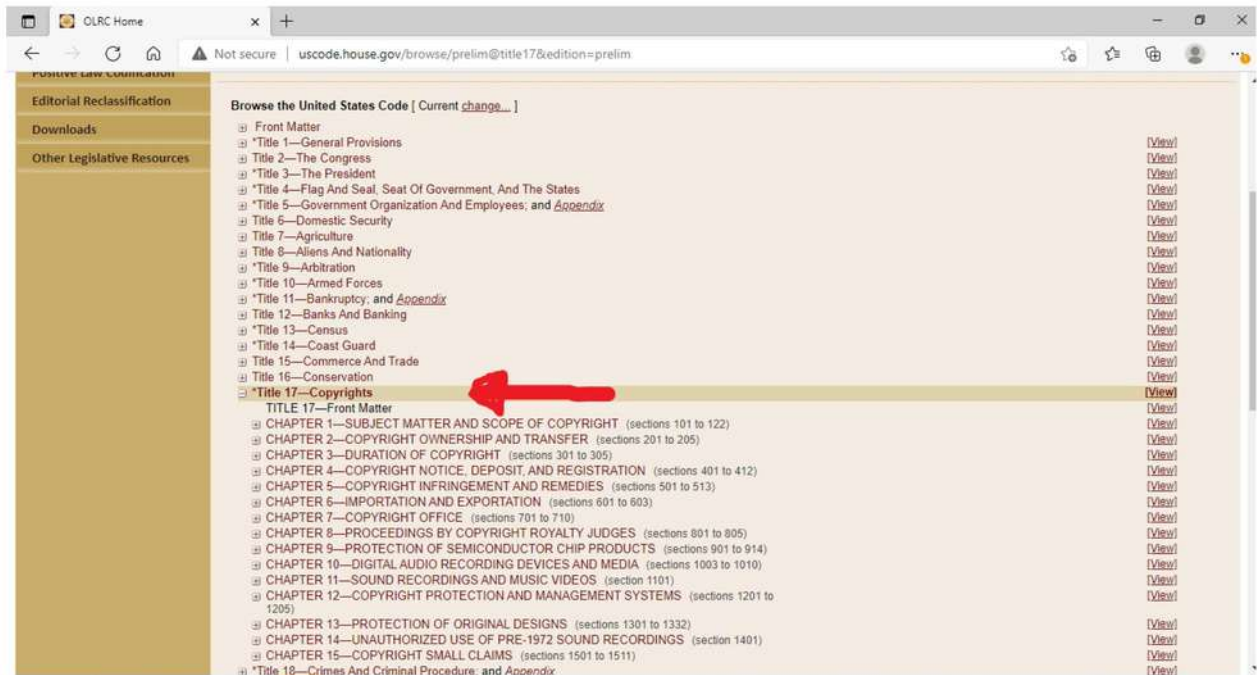 OLRC Home
Not secure | uscode.house.gov/browse/prelim@title17&edition=prelim
Positive Law Codification
Editorial Reclassification
Downloads
Other Legislative Resources
Browse the United States Code [ Current change... ]
Front Matter
*Title 1—General Provisions [View]
Title 2—The Congress [View]
*Title 3—The President [View]
*Title 4—Flag And Seal, Seat Of Government, And The States [View]
*Title 5—Government Organization And Employees; and Appendix [View]
Title 6—Domestic Security [View]
Title 7—Agriculture [View]
Title 8—Aliens And Nationality [View]
*Title 9—Arbitration [View]
*Title 10—Armed Forces [View]
*Title 11—Bankruptcy; and Appendix [View]
Title 12—Banks And Banking [View]
*Title 13—Census [View]
*Title 14—Coast Guard [View]
Title 15—Commerce And Trade [View]
Title 16—Conservation [View]
*Title 17—Copyrights [View]
TITLE 17—Front Matter [View]
CHAPTER 1—SUBJECT MATTER AND SCOPE OF COPYRIGHT (sections 101 to 122) [View]
CHAPTER 2—COPYRIGHT OWNERSHIP AND TRANSFER (sections 201 to 205) [View]
CHAPTER 3—DURATION OF COPYRIGHT (sections 301 to 305) [View]
CHAPTER 4—COPYRIGHT NOTICE, DEPOSIT, AND REGISTRATION (sections 401 to 412) [View]
CHAPTER 5—COPYRIGHT INFRINGEMENT AND REMEDIES (sections 501 to 513) [View]
CHAPTER 6—IMPORTATION AND EXPORTATION (sections 601 to 603) [View]
CHAPTER 7—COPYRIGHT OFFICE (sections 701 to 710) [View]
CHAPTER 8—PROCEEDINGS BY COPYRIGHT ROYALTY JUDGES (sections 801 to 805) [View]
CHAPTER 9—PROTECTION OF SEMICONDUCTOR CHIP PRODUCTS (sections 901 to 914) [View]
CHAPTER 10—DIGITAL AUDIO RECORDING DEVICES AND MEDIA (sections 1003 to 1010) [View]
CHAPTER 11—SOUND RECORDINGS AND MUSIC VIDEOS (section 1101) [View]
CHAPTER 12—COPYRIGHT PROTECTION AND MANAGEMENT SYSTEMS (sections 1201 to [View]
1205)
CHAPTER 13—PROTECTION OF ORIGINAL DESIGNS (sections 1301 to 1332) [View]
CHAPTER 14—UNAUTHORIZED USE OF PRE-1972 SOUND RECORDINGS (section 1401) [View]
CHAPTER 15—COPYRIGHT SMALL CLAIMS (sections 1501 to 1511) [View]
*Title 18—Crimes And Criminal Procedure; and Appendix [View]